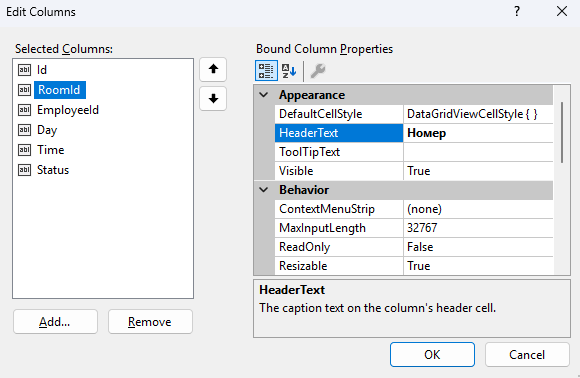 Edit Columns
Selected Columns:
Id
RoomId
EmployeeId
Day
Time
Status
Add...
Remove
Bound Column Properties
Appearance
DefaultCellStyle DataGridViewCellStyle { }
HeaderText Номер
ToolTipText
Visible True
Behavior
ContextMenuStrip (none)
MaxInputLength 32767
ReadOnly False
Resizable True
HeaderText
The caption text on the column's header cell.
OK
Cancel